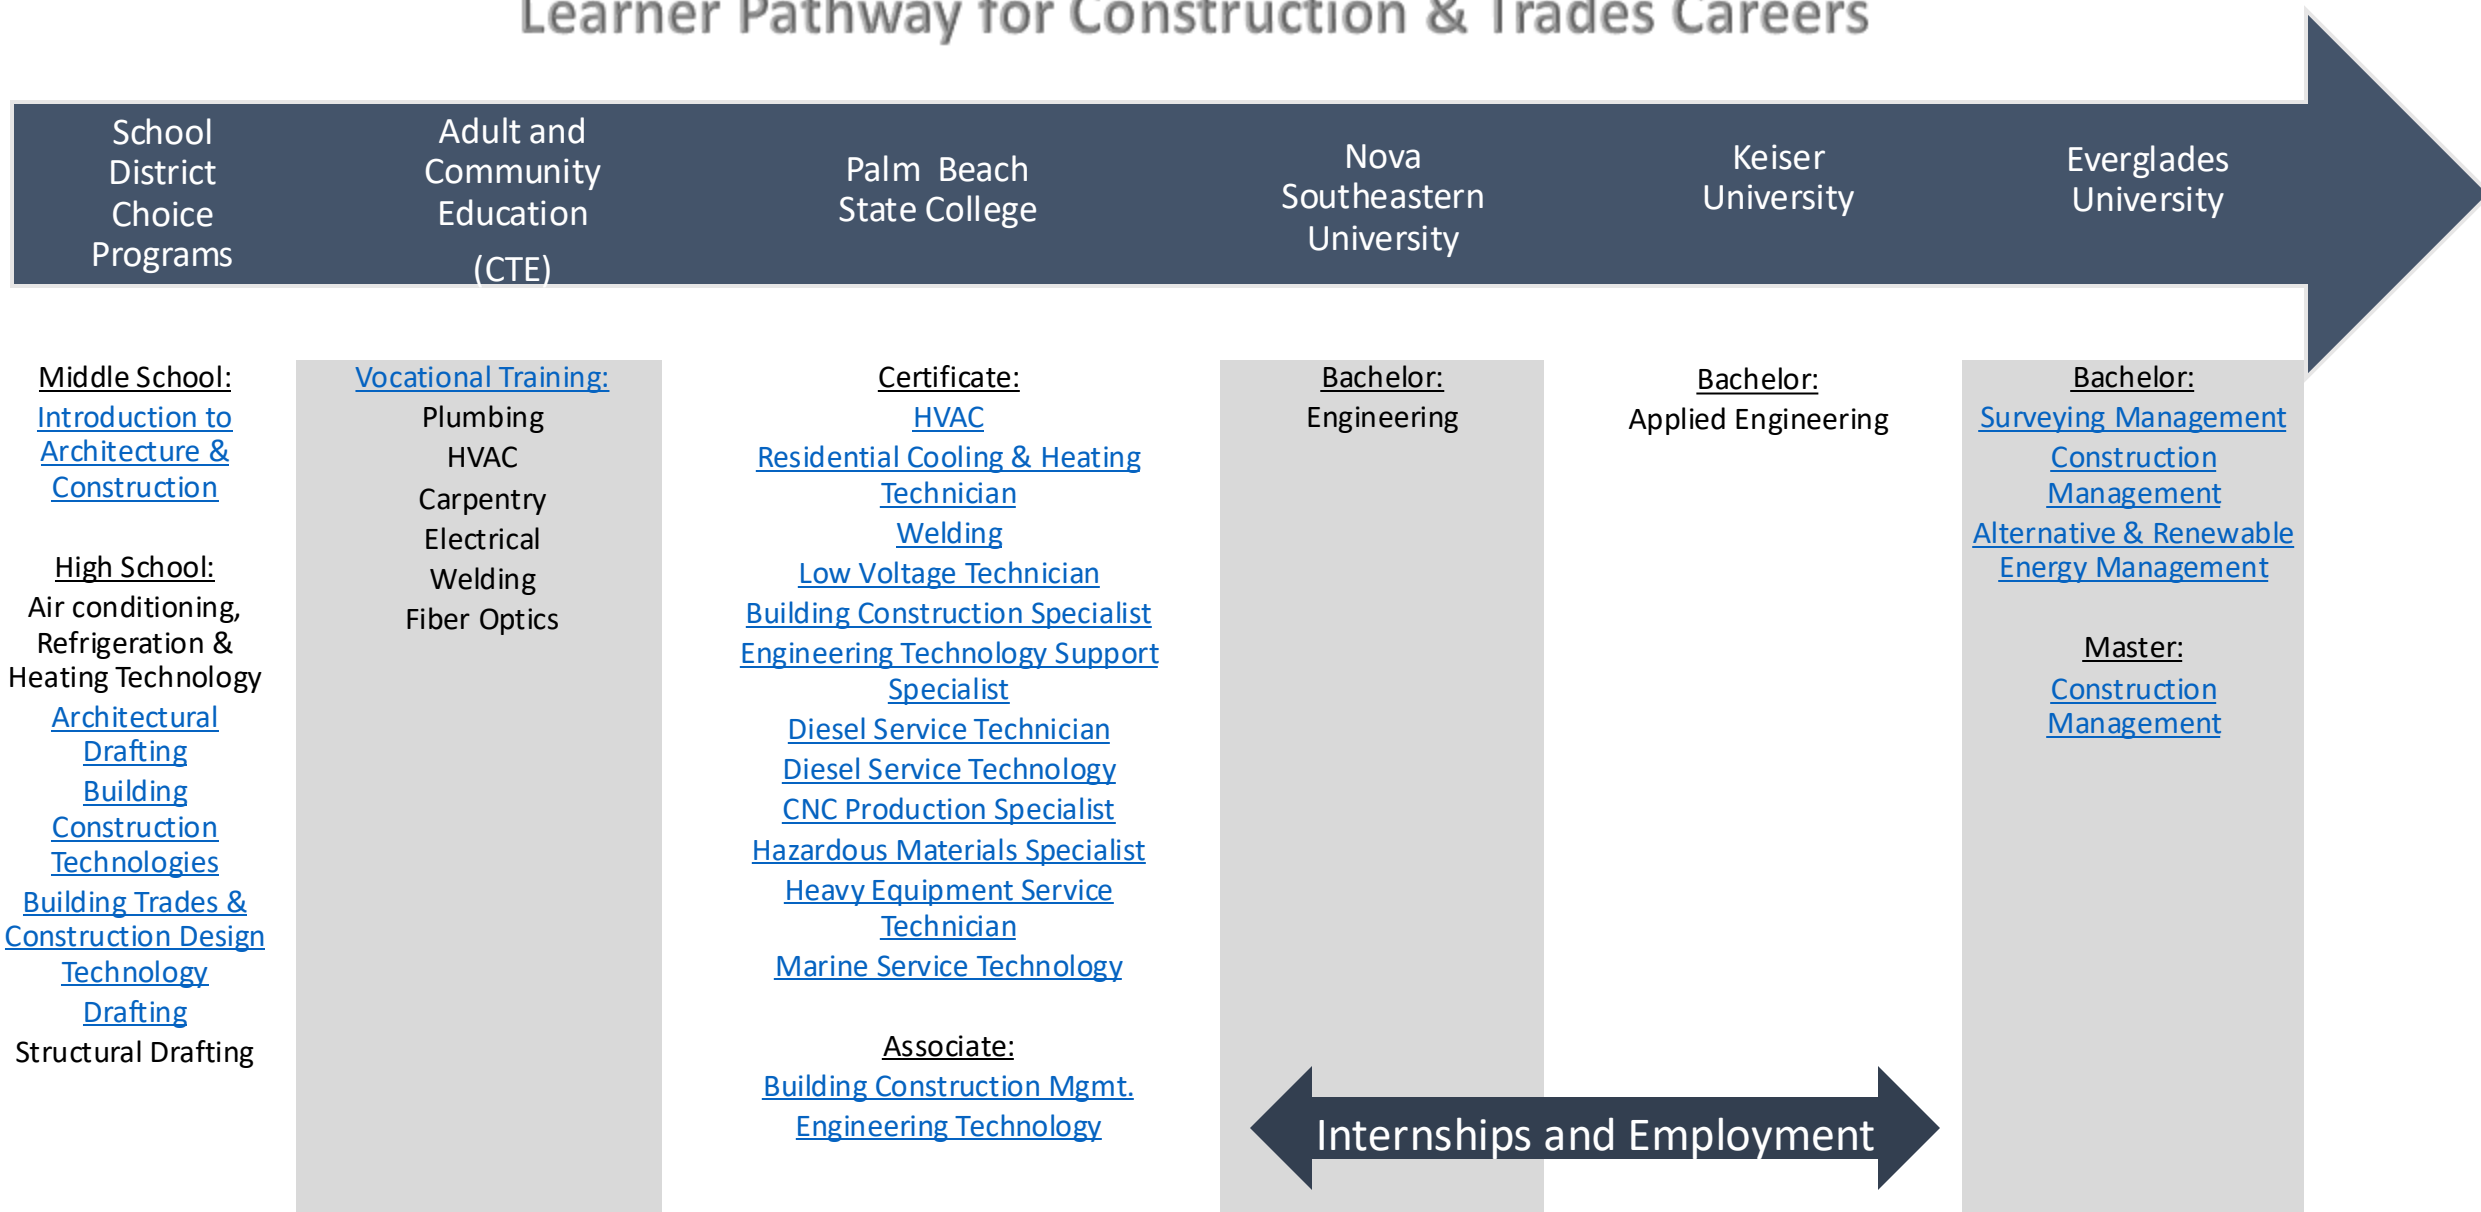 Learner Pathway for Construction & Trades Careers
School
District
Choice
Programs
Adult and
Community
Education
(CTE)
Palm Beach
State College
Nova
Southeastern
University
Keiser
University
Everglades
University
Middle School:
Introduction to
Architecture &
Construction
High School:
Air conditioning,
Refrigeration &
Heating Technology
Architectural
Drafting
Building
Construction
Technologies
Building Trades &
Construction Design
Technology
Drafting
Structural Drafting
Vocational Training:
Plumbing
HVAC
Carpentry
Electrical
Welding
Fiber Optics
Certificate:
HVAC
Residential Cooling & Heating
Technician
Welding
Low Voltage Technician
Building Construction Specialist
Engineering Technology Support
Specialist
Diesel Service Technician
Diesel Service Technology
CNC Production Specialist
Hazardous Materials Specialist
Heavy Equipment Service
Technician
Marine Service Technology
Associate:
Building Construction Mgmt.
Engineering Technology
Bachelor:
Engineering
Bachelor:
Applied Engineering
Bachelor:
Surveying Management
Construction
Management
Alternative & Renewable
Energy Management
Master:
Construction
Management
Internships and Employment